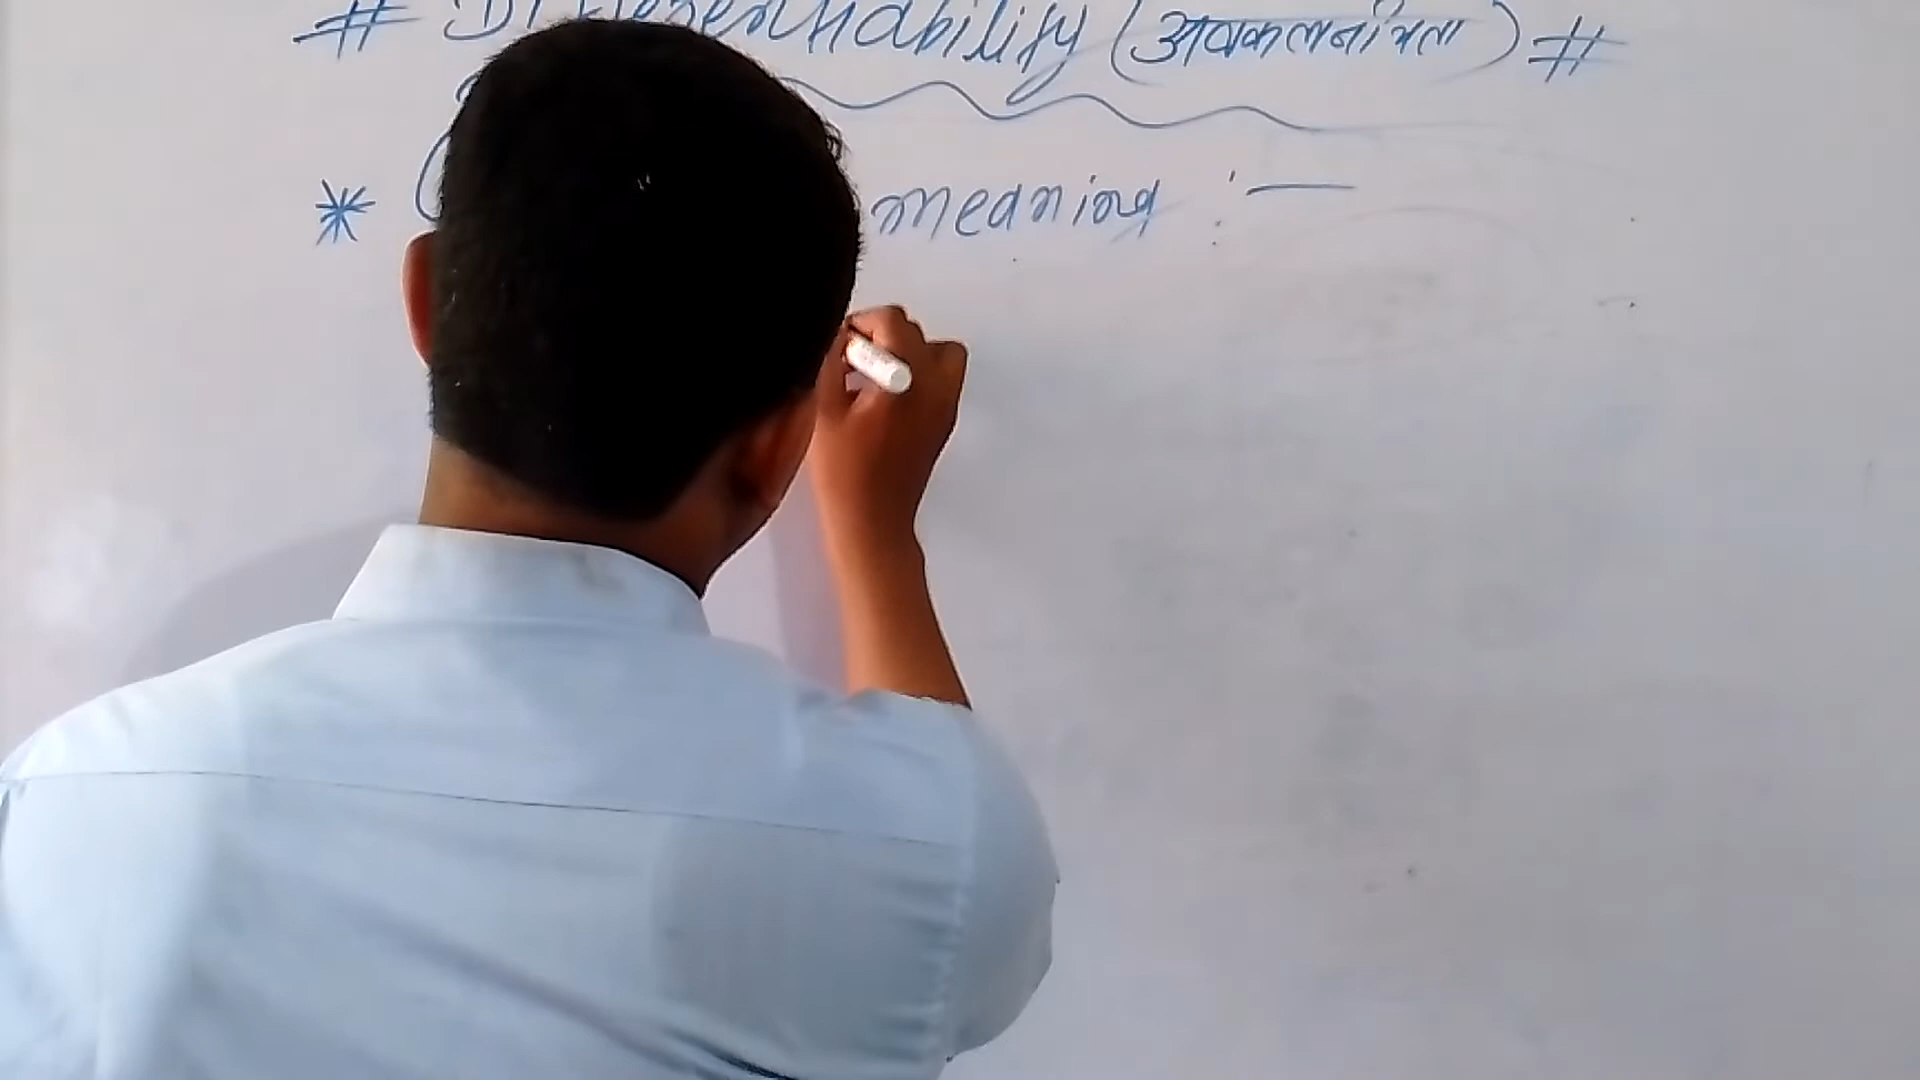 # Differentiability (अवकलनीयता) #
* meaning :—